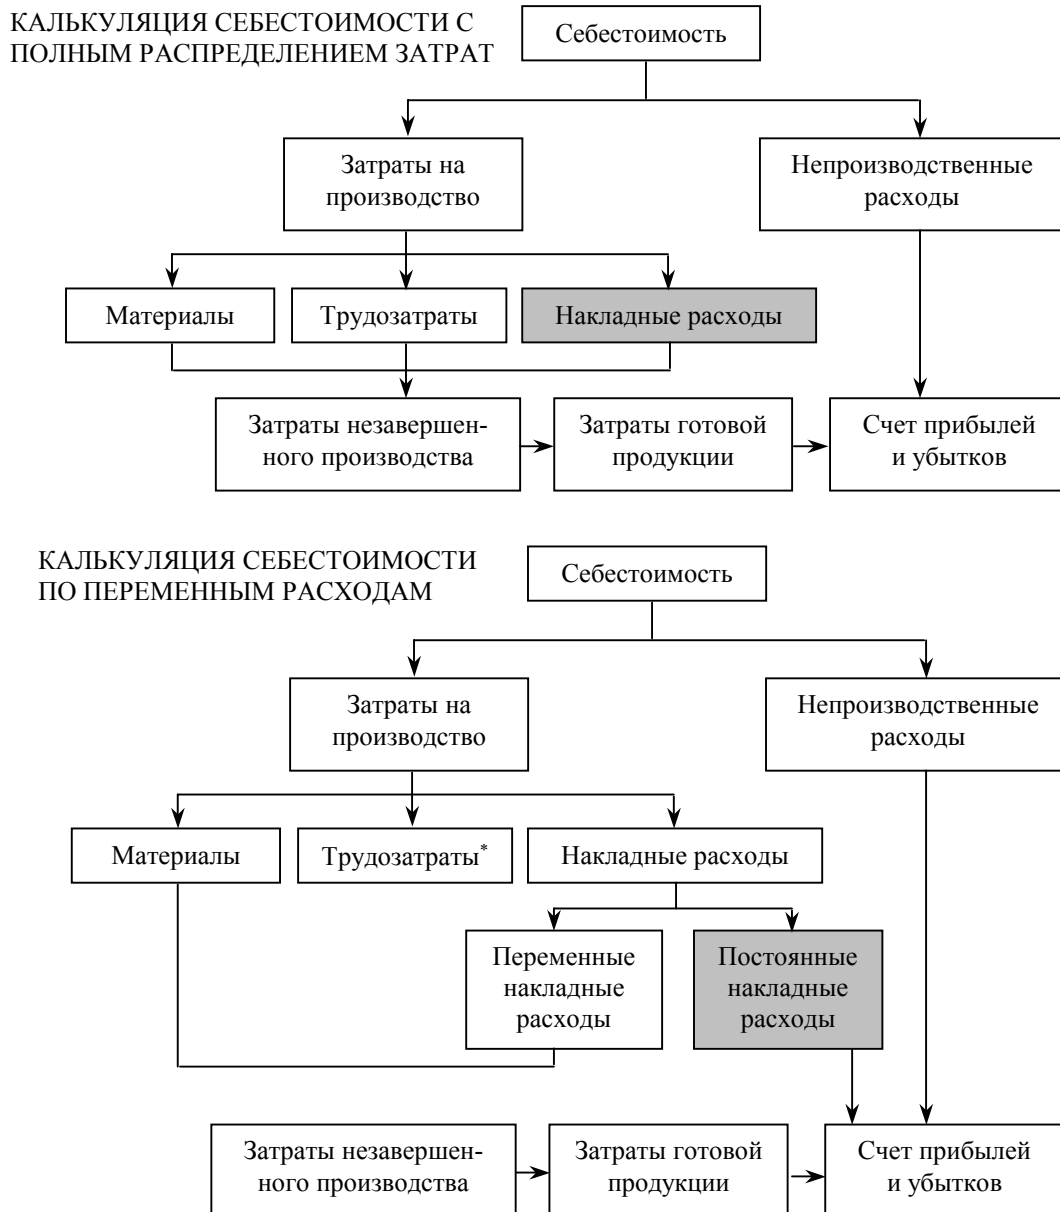 КАЛЬКУЛЯЦИЯ СЕБЕСТОИМОСТИ С
ПОЛНЫМ РАСПРЕДЕЛЕНИЕМ ЗАТРАТ
Себестоимость
Затраты на
производство
Непроизводственные
расходы
Материалы
Трудозатраты
Накладные расходы
Затраты незавершен-
ного производства
Затраты готовой
продукции
Счет прибылей
и убытков
КАЛЬКУЛЯЦИЯ СЕБЕСТОИМОСТИ
ПО ПЕРЕМЕННЫМ РАСХОДАМ
Себестоимость
Затраты на
производство
Непроизводственные
расходы
Материалы
Трудозатраты*
Накладные расходы
Переменные
накладные
расходы
Постоянные
накладные
расходы
Затраты незавершен-
ного производства
Затраты готовой
продукции
Счет прибылей
и убытков